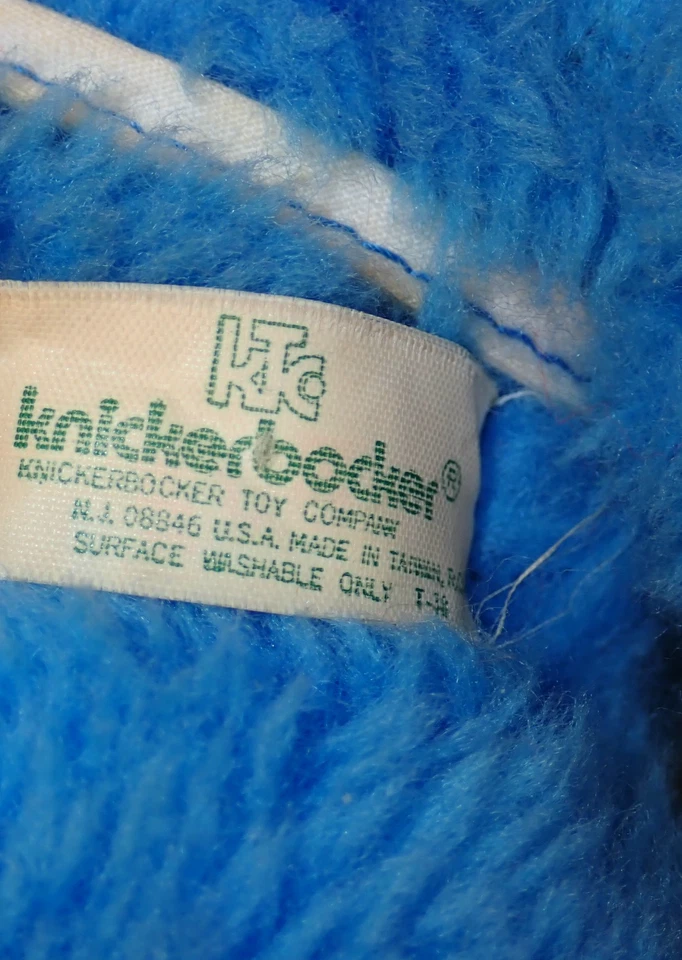 KTC
knickerbocker®
KNICKERBOCKER TOY COMPANY
N.J. 08846 U.S.A. MADE IN TAIWAN,
SURFACE WASHABLE ONLY